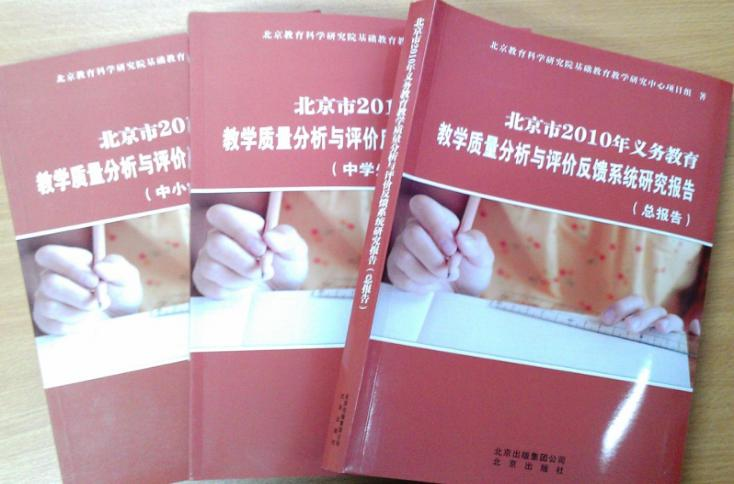 北京教育科学研究院基础教育
北京市20
教学质量分析与评价
（中小
北京教育科学研究院基础教育教
北京市201
教学质量分析与评价
（中学
北京市2010年义务教育教学质量分析与评价反馈系统研究报告（总报告）
北京教育科学研究院基础教育教学研究中心项目组 著
北京市2010年义务教育
教学质量分析与评价反馈系统研究报告
（总报告）
北京出版集团公司
北京出版社